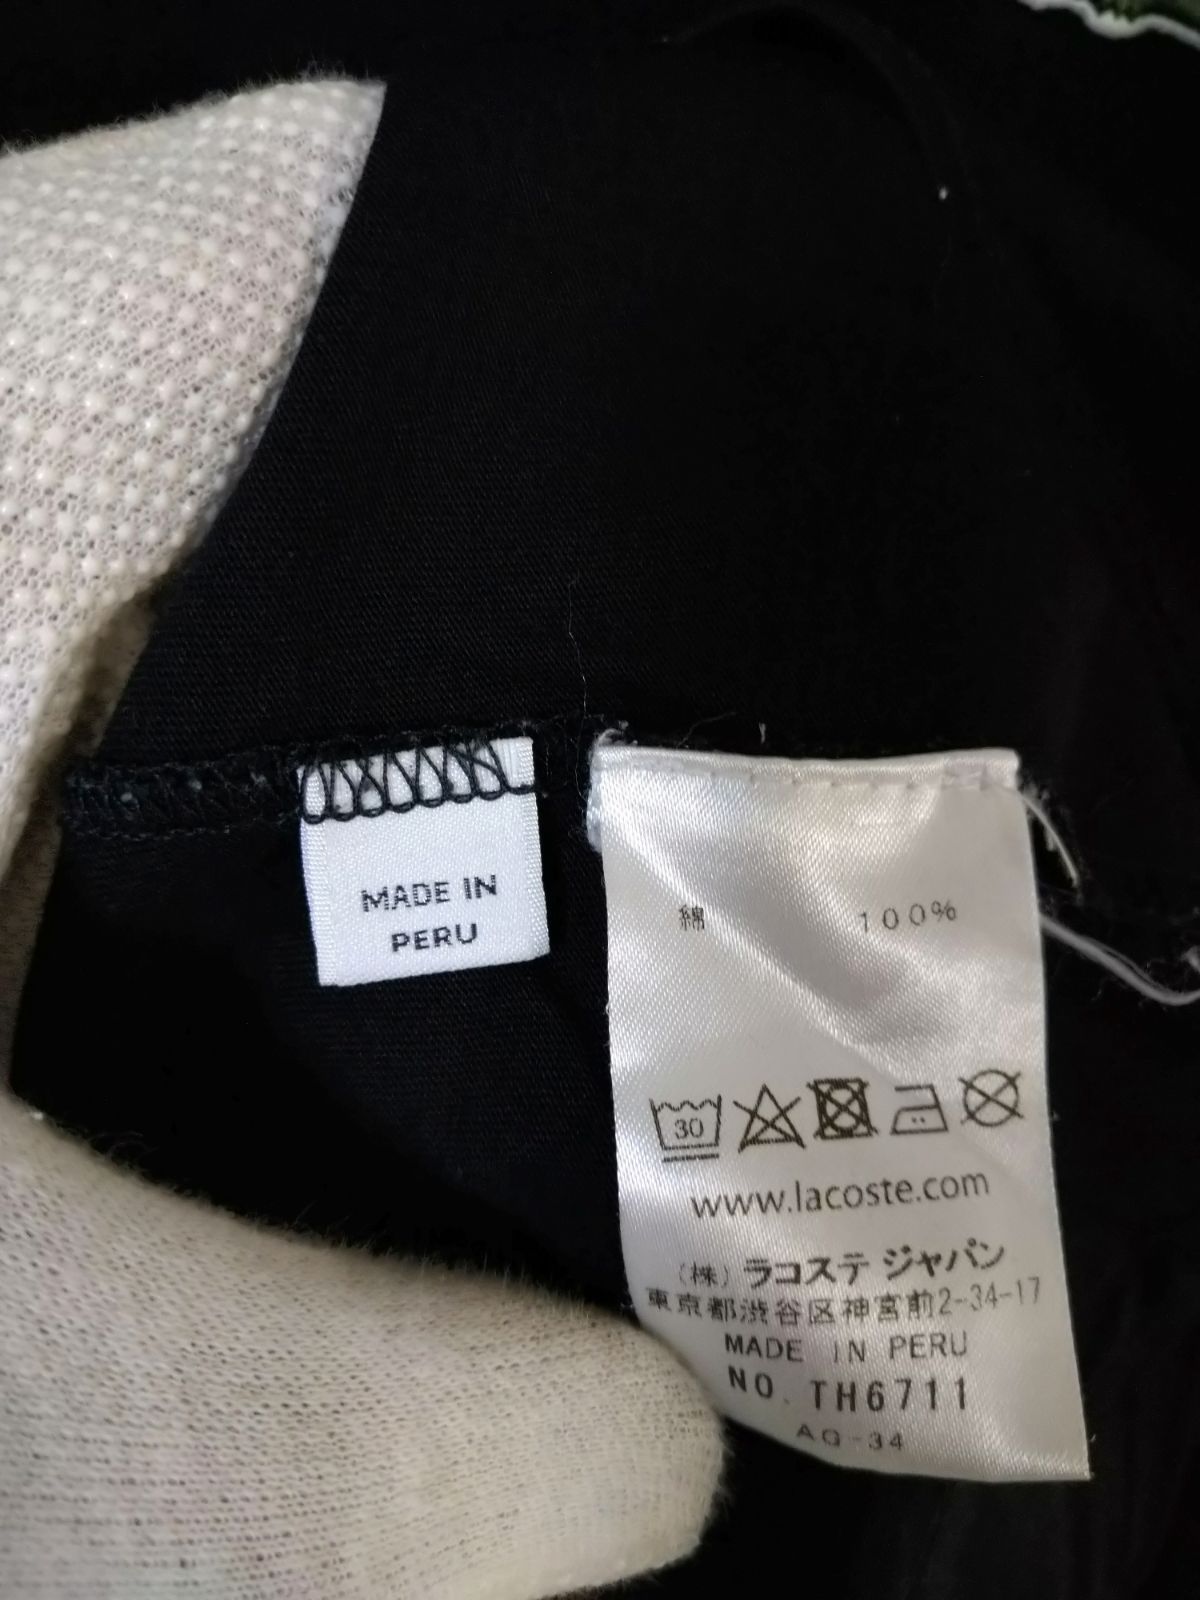 MADE IN
PERU
綿 100%
30
www.lacoste.com
(株) ラコステ ジャパン
東京都渋谷区神宮前2-34-17
MADE IN PERU
NO. TH6711
AQ-34